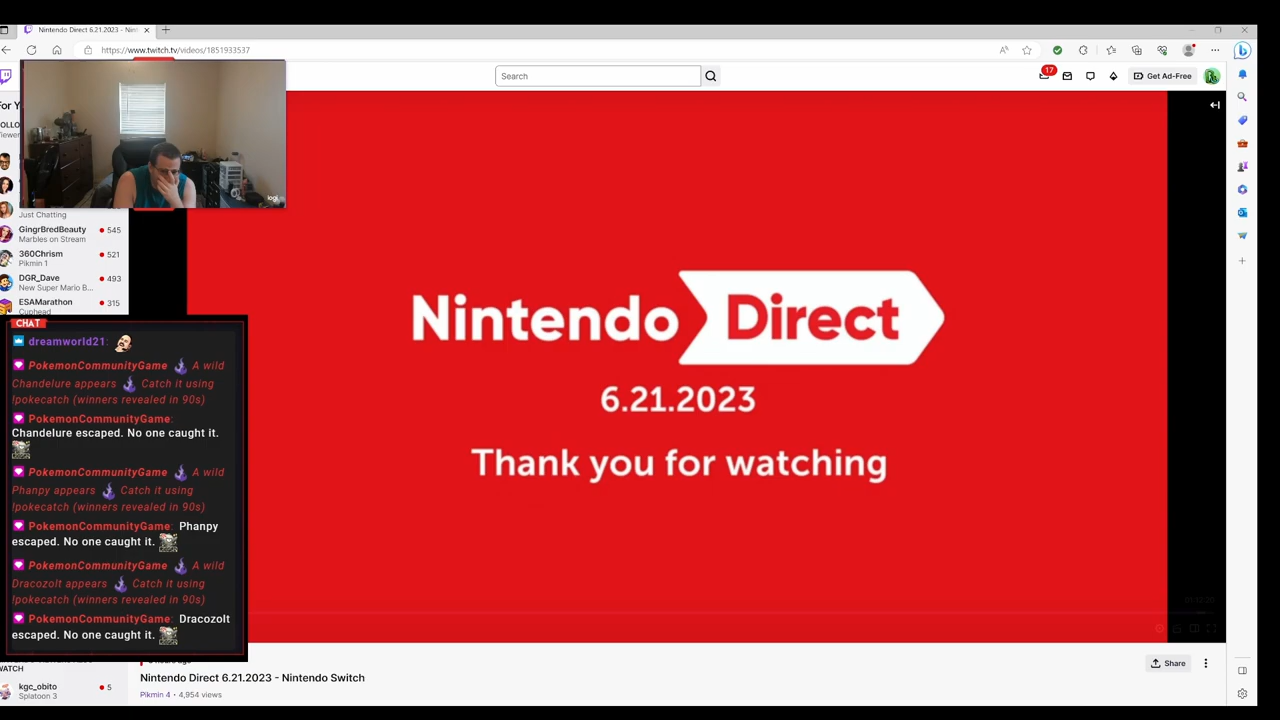 Nintendo Direct 6.21.2023 - Nint
https://www.twitch.tv/videos/1851933537
Search
17
Get Ad-Free
For Y
FOLLO
Viewer
logi
Just Chatting
GingrBredBeauty 545
Marbles on Stream
360Chrism 521
Pikmin 1
DGR_Dave 493
New Super Mario B...
ESAMarathon 315
Cuphead
CHAT
dreamworld21:
PokemonCommunityGame A wild
Chandelure appears Catch it using
!pokecatch (winners revealed in 90s)
PokemonCommunityGame:
Chandelure escaped. No one caught it.
PokemonCommunityGame A wild
Phanpy appears Catch it using
!pokecatch (winners revealed in 90s)
PokemonCommunityGame: Phanpy
escaped. No one caught it.
PokemonCommunityGame A wild
Dracozolt appears Catch it using
!pokecatch (winners revealed in 90s)
PokemonCommunityGame: Dracozolt
escaped. No one caught it.
WATCH
kgc_obito 5
Splatoon 3
Nintendo Direct
6.21.2023
Thank you for watching
Share
Nintendo Direct 6.21.2023 - Nintendo Switch
Pikmin 4 • 4,954 views